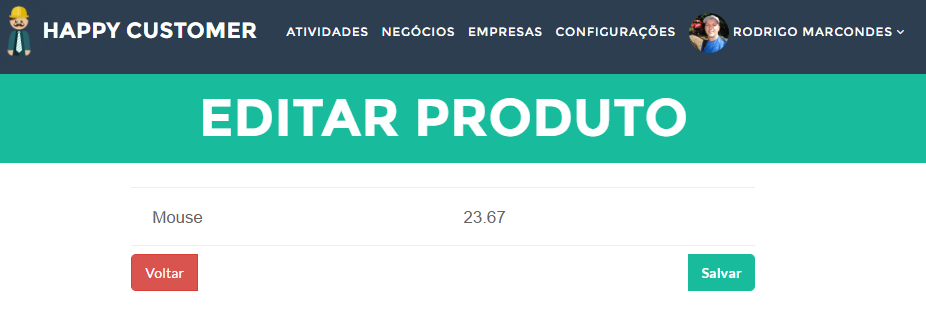 HAPPY CUSTOMER ATIVIDADES NEGÓCIOS EMPRESAS CONFIGURAÇÕES RODRIGO MARCONDES
EDITAR PRODUTO
Mouse 23.67
Voltar Salvar